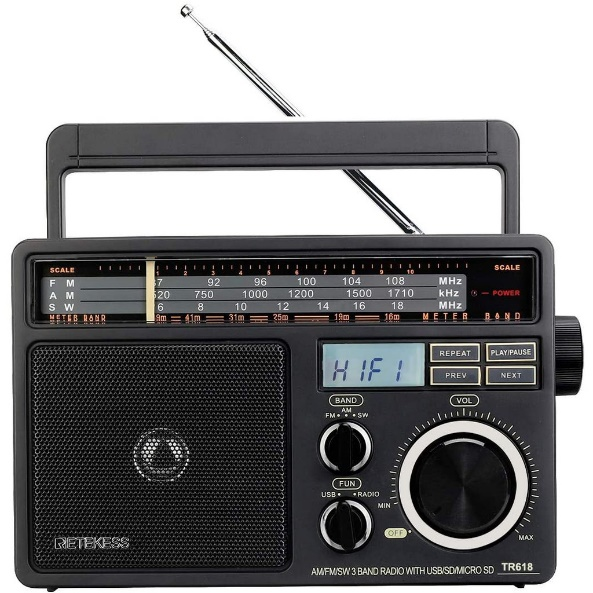 SCALE 1 2 3 4 5 6 7 8 9 10 SCALE
F M 87 92 96 100 104 108 MHz
A M 520 750 1000 1200 1500 1710 kHz POWER
S W 6 8 10 12 14 16 18 MHz
METER BAND 41m 31m 25m 19m 16m METER BAND
HIFI
REPEAT PLAY/PAUSE
PREV NEXT
BAND
AM
FM SW
VOL
FUN
USB RADIO
MIN
OFF
MAX
RETEKESS
AM/FM/SW 3 BAND RADIO WITH USB/SD/MICRO SD TR618